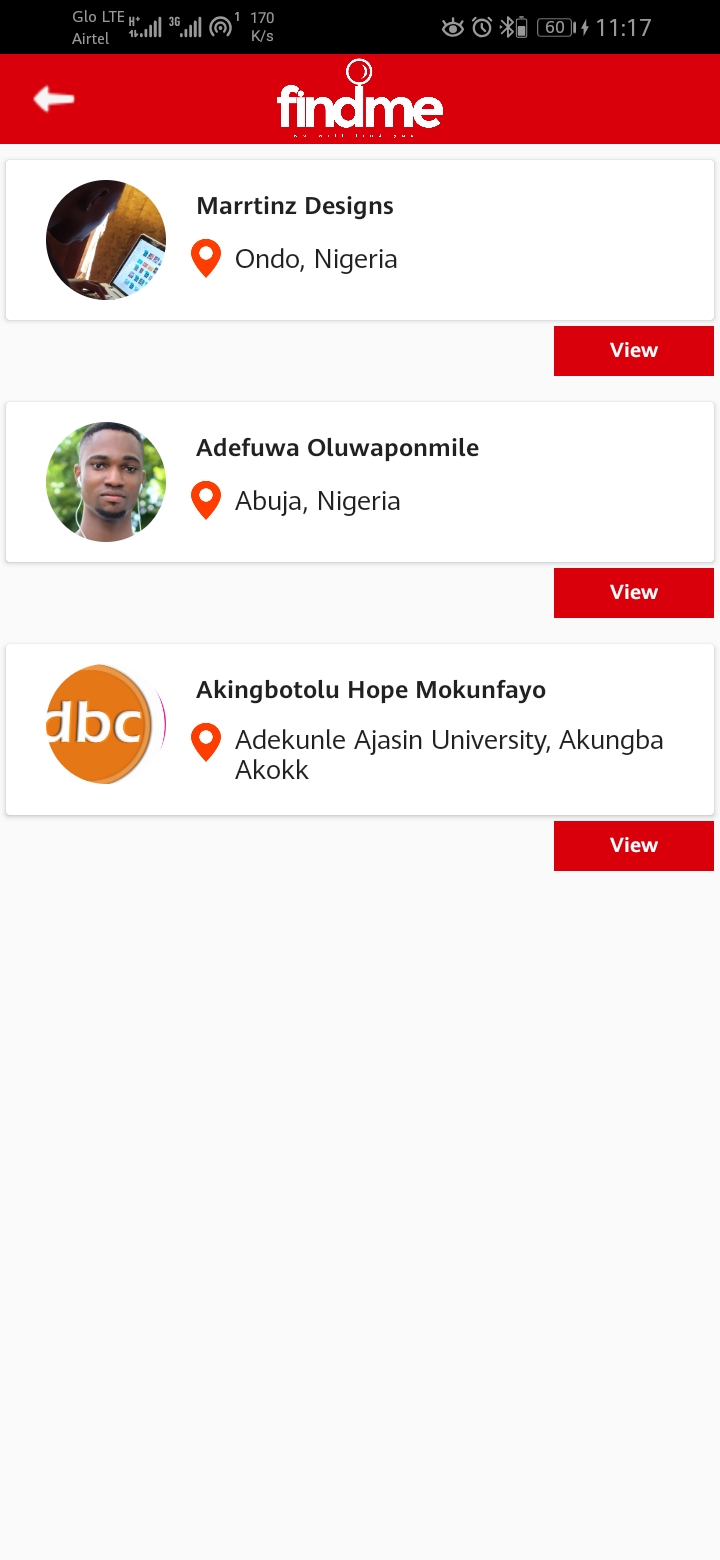 Glo LTE H+ 3G 1 170
Airtel K/s 60 11:17
findme
Marrtinz Designs
Ondo, Nigeria
View
Adefuwa Oluwaponmile
Abuja, Nigeria
View
dbc
Akingbotolu Hope Mokunfayo
Adekunle Ajasin University, Akungba
Akokk
View